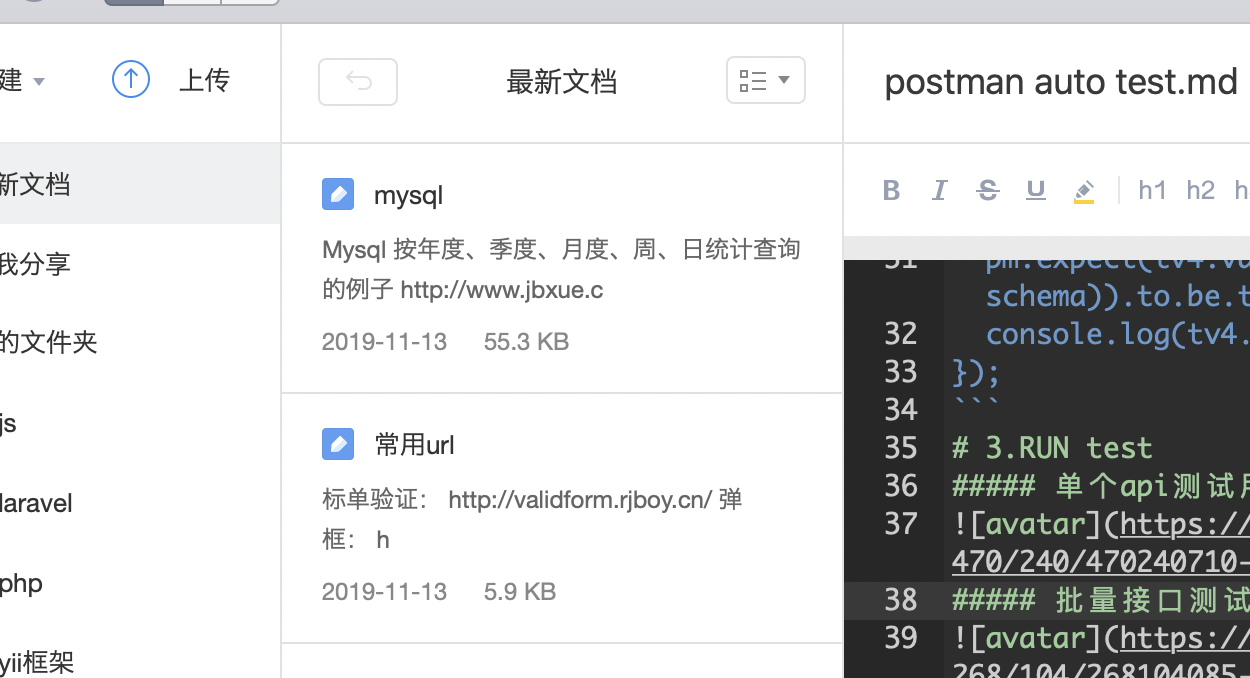 建
上传
新文档
我分享
的文件夹
js
laravel
php
yii框架
最新文档
mysql
Mysql 按年度、季度、月度、周、日统计查询
的例子 http://www.jbxue.c
2019-11-13 55.3 KB
常用url
标单验证： http://validform.rjboy.cn/ 弹
框： h
2019-11-13 5.9 KB
postman auto test.md
B I S U h1 h2 h
31 pm.expect(tv4.va
schema)).to.be.t
32 console.log(tv4.
33 });
34 ```
35 # 3.RUN test
36 ##### 单个api测试用
37 ![avatar](https://
470/240/470240710-
38 ##### 批量接口测试
39 ![avatar](https://
268/104/268104085-